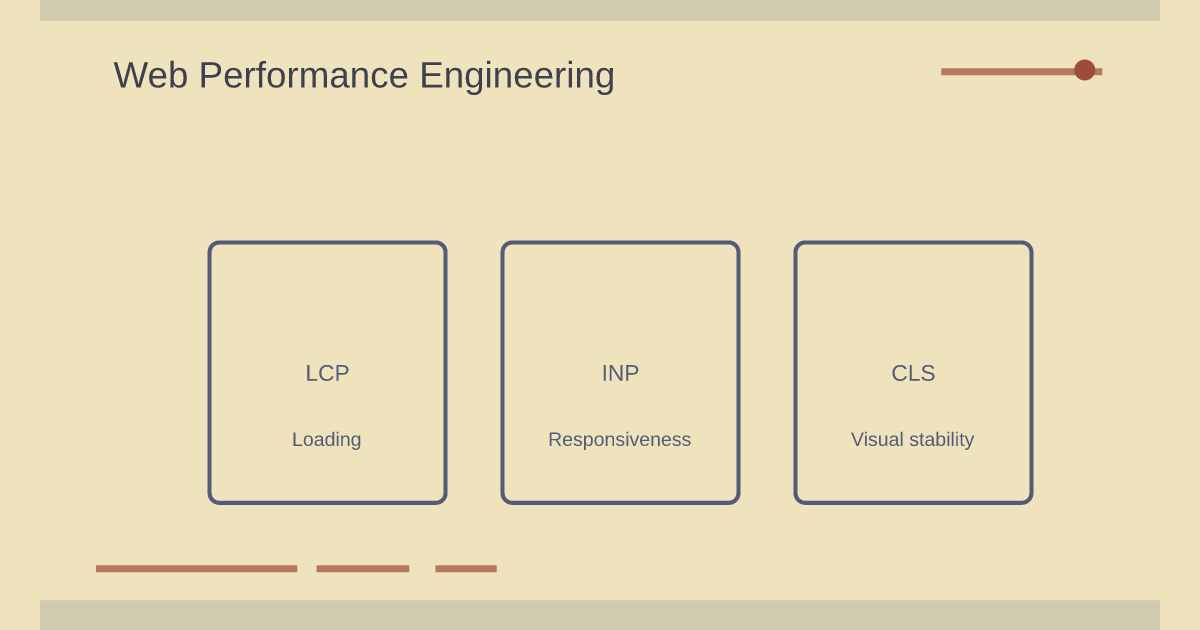 Web Performance Engineering
LCP
Loading
INP
Responsiveness
CLS
Visual stability